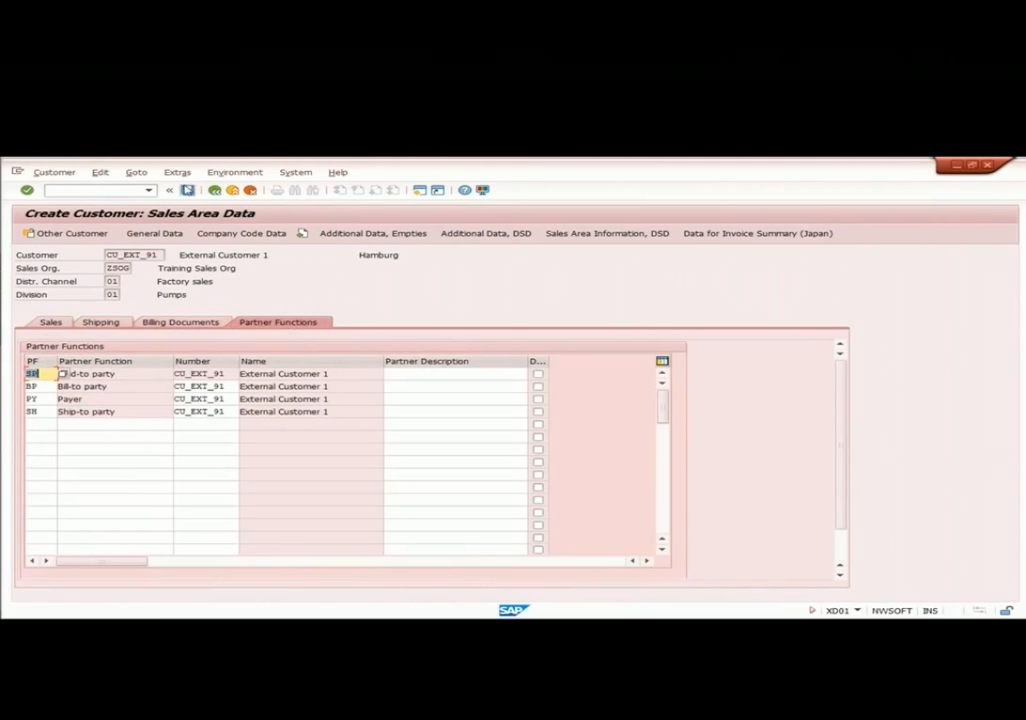 Customer Edit Goto Extras Environment System Help
Create Customer: Sales Area Data
Other Customer General Data Company Code Data Additional Data, Empties Additional Data, DSD Sales Area Information, DSD Data for Invoice Summary (Japan)
Customer CU_EXT_91 External Customer 1 Hamburg
Sales Org. ZSOG Training Sales Org
Distr. Channel 01 Factory sales
Division 01 Pumps
Sales Shipping Billing Documents Partner Functions
Partner Functions
PF Partner Function Number Name Partner Description D...
SP ld-to party CU_EXT_91 External Customer 1
BP Bill-to party CU_EXT_91 External Customer 1
PY Payer CU_EXT_91 External Customer 1
SH Ship-to party CU_EXT_91 External Customer 1
SAP XD01 NWSOFT INS